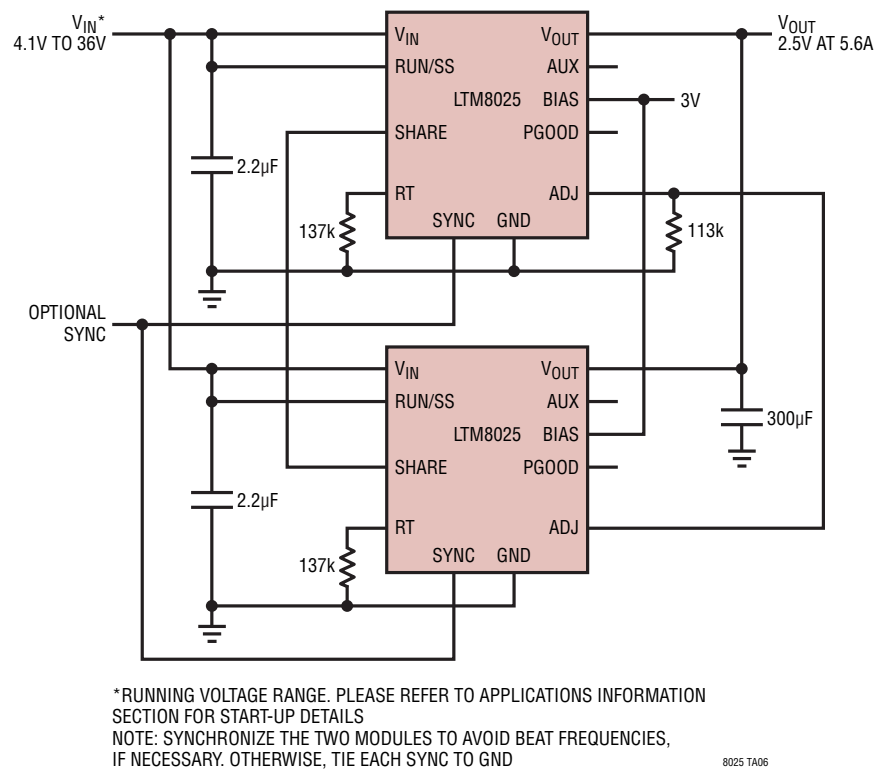 VIN*
4.1V TO 36V
VIN
RUN/SS
SHARE
RT
SYNC
GND
LTM8025
VOUT
AUX
BIAS
PGOOD
ADJ
VOUT
2.5V AT 5.6A
3V
2.2µF
137k
113k
OPTIONAL
SYNC
VIN
RUN/SS
SHARE
RT
SYNC
GND
LTM8025
VOUT
AUX
BIAS
PGOOD
ADJ
300µF
2.2µF
137k
*RUNNING VOLTAGE RANGE. PLEASE REFER TO APPLICATIONS INFORMATION
SECTION FOR START-UP DETAILS
NOTE: SYNCHRONIZE THE TWO MODULES TO AVOID BEAT FREQUENCIES,
IF NECESSARY. OTHERWISE, TIE EACH SYNC TO GND
8025 TA06